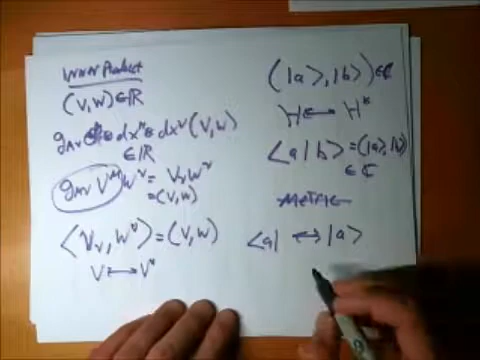 Inner Product
(V,W)∈ℝ
g_μν dx^μ⊗dx^ν(V,W)
∈ℝ
g_μν V^μ W^ν = V_ν W^ν
=(V,W)
⟨V_ν, W^ν⟩=(V,W)
V⟷V*
(|a⟩,|b⟩)∈ℂ
H⟷H*
⟨a|b⟩=(|a⟩,|b⟩)
∈ℂ
METRIC
⟨a| ⟷ |a⟩